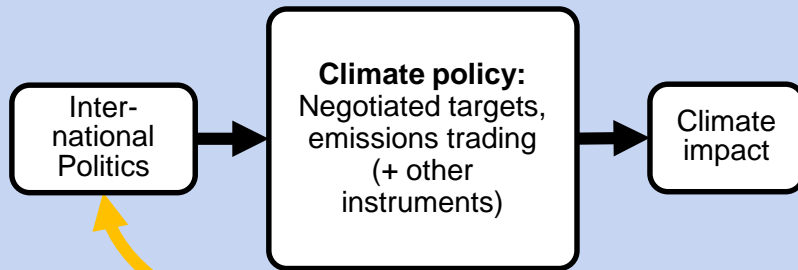 Inter-
national
Politics
Climate policy:
Negotiated targets,
emissions trading
(+ other
instruments)
Climate
impact